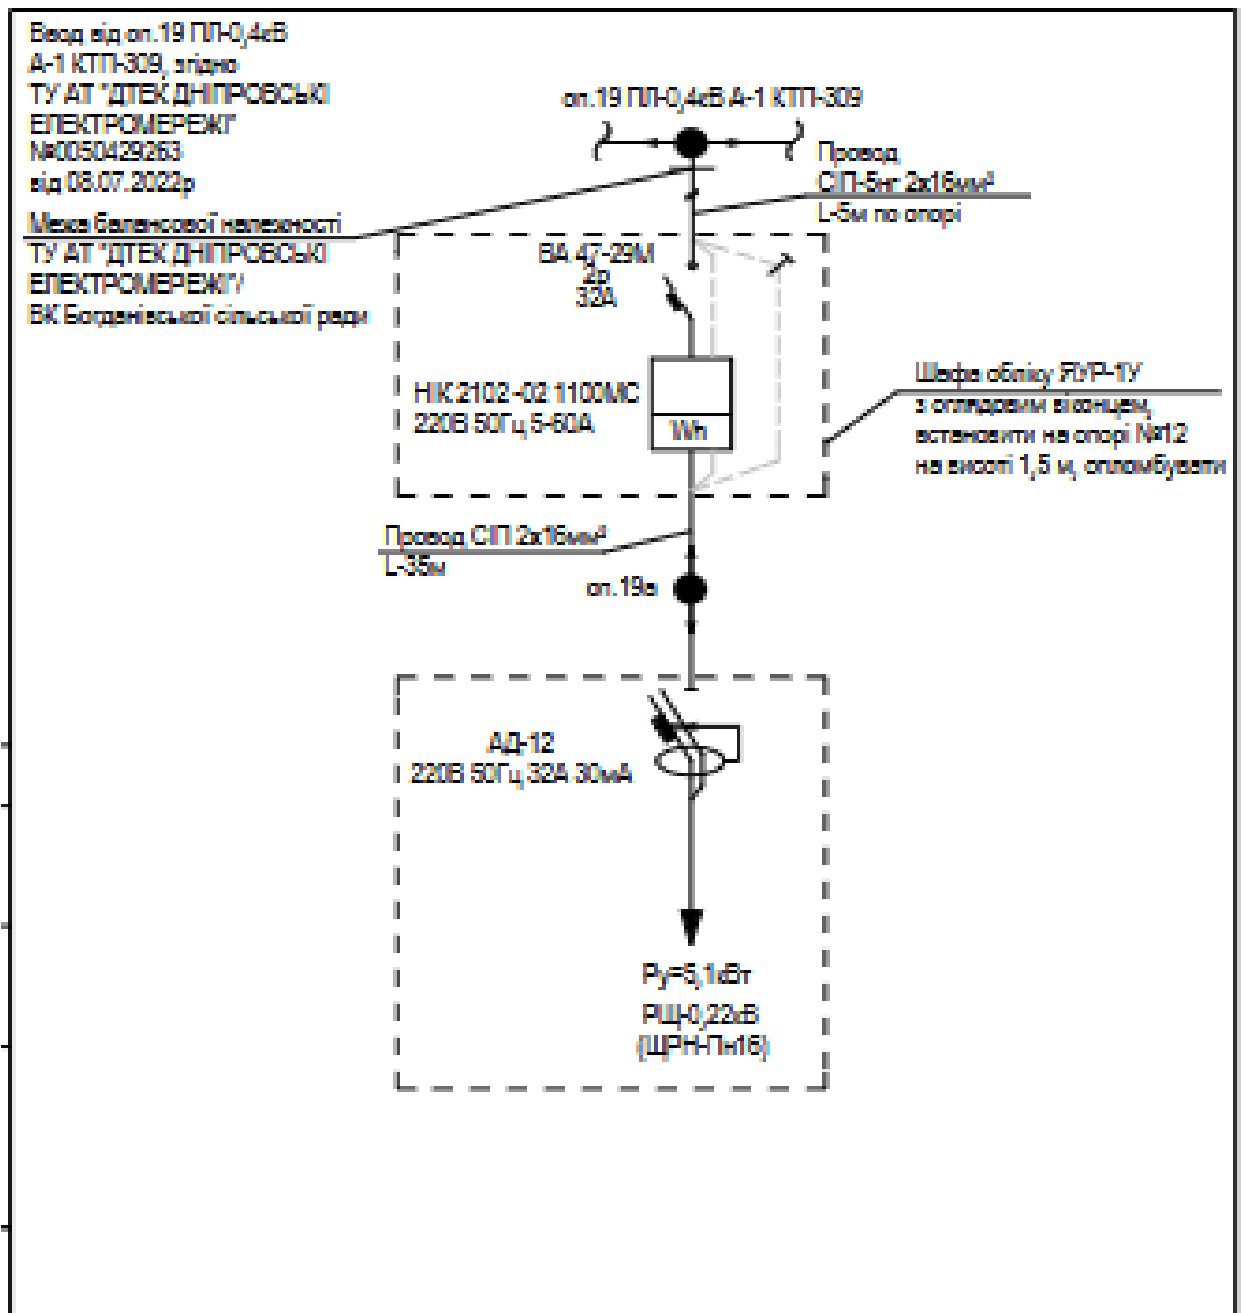 Ввод від оп.19 ПЛ-0,4кВ
А-1 КТП-309, згідно
ТУ АТ "ДТЕК ДНІПРОВСЬКІ
ЕЛЕКТРОМЕРЕЖІ"
№0050429263
від 08.07.2022р
Межа балансової належності
ТУ АТ "ДТЕК ДНІПРОВСЬКІ
ЕЛЕКТРОМЕРЕЖІ"/
ВК Богданівської сільської ради
оп.19 ПЛ-0,4кВ А-1 КТП-309
Провод
СІП-5нг 2х16мм²
L-5м по опорі
ВА 47-29М
2р
32А
НІК 2102 -02 1100МС
220В 50Гц 5-60А
Wh
Шафа обліку ЯУР-1У
з оглядовим віконцем,
встановити на опорі №12
на висоті 1,5 м, опломбувати
Провод СІП 2х16мм²
L-35м
оп.19а
АД-12
220В 50Гц 32А 30мА
Ру=5,1кВт
РЩ-0,22кВ
(ЩРН-Пн16)